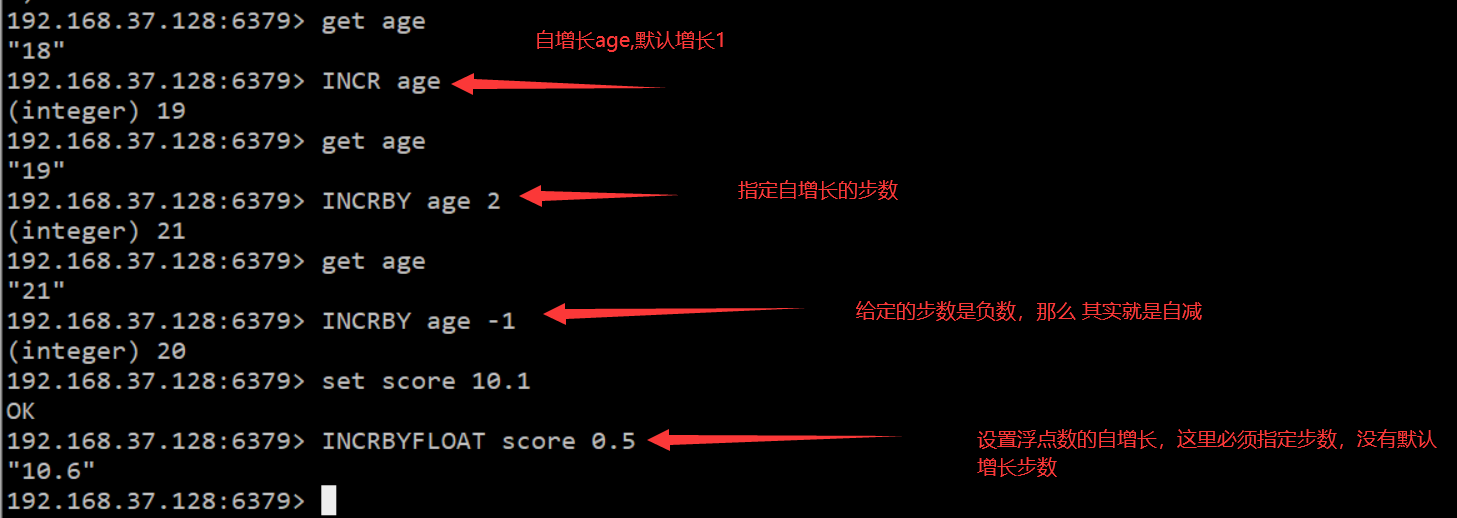 192.168.37.128:6379> get age
"18"
自增长age,默认增长1
192.168.37.128:6379> INCR age
(integer) 19
192.168.37.128:6379> get age
"19"
192.168.37.128:6379> INCRBY age 2
指定自增长的步数
(integer) 21
192.168.37.128:6379> get age
"21"
192.168.37.128:6379> INCRBY age -1
给定的步数是负数，那么 其实就是自减
(integer) 20
192.168.37.128:6379> set score 10.1
OK
192.168.37.128:6379> INCRBYFLOAT score 0.5
设置浮点数的自增长，这里必须指定步数，没有默认
增长步数
"10.6"
192.168.37.128:6379>